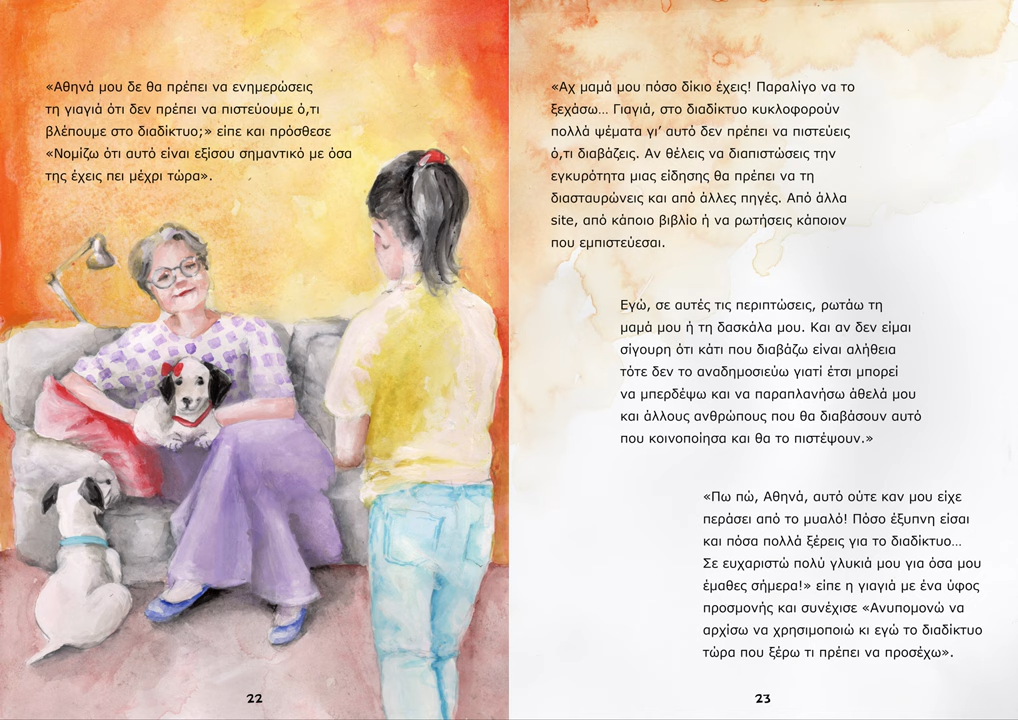 «Αθηνά μου δε θα πρέπει να ενημερώσεις
τη γιαγιά ότι δεν πρέπει να πιστεύουμε ό,τι
βλέπουμε στο διαδίκτυο;» είπε και πρόσθεσε
«Νομίζω ότι αυτό είναι εξίσου σημαντικό με όσα
της έχεις πει μέχρι τώρα».
22
«Αχ μαμά μου πόσο δίκιο έχεις! Παραλίγο να το
ξεχάσω... Γιαγιά, στο διαδίκτυο κυκλοφορούν
πολλά ψέματα γι’ αυτό δεν πρέπει να πιστεύεις
ό,τι διαβάζεις. Αν θέλεις να διαπιστώσεις την
εγκυρότητα μιας είδησης θα πρέπει να τη
διασταυρώνεις και από άλλες πηγές. Από άλλα
site, από κάποιο βιβλίο ή να ρωτήσεις κάποιον
που εμπιστεύεσαι.
Εγώ, σε αυτές τις περιπτώσεις, ρωτάω τη
μαμά μου ή τη δασκάλα μου. Και αν δεν είμαι
σίγουρη ότι κάτι που διαβάζω είναι αλήθεια
τότε δεν το αναδημοσιεύω γιατί έτσι μπορεί
να μπερδέψω και να παραπλανήσω άθελά μου
και άλλους ανθρώπους που θα διαβάσουν αυτό
που κοινοποίησα και θα το πιστέψουν.»
«Πω πώ, Αθηνά, αυτό ούτε καν μου είχε
περάσει από το μυαλό! Πόσο έξυπνη είσαι
και πόσα πολλά ξέρεις για το διαδίκτυο...
Σε ευχαριστώ πολύ γλυκιά μου για όσα μου
έμαθες σήμερα!» είπε η γιαγιά με ένα ύφος
προσμονής και συνέχισε «Ανυπομονώ να
αρχίσω να χρησιμοποιώ κι εγώ το διαδίκτυο
τώρα που ξέρω τι πρέπει να προσέχω».
23